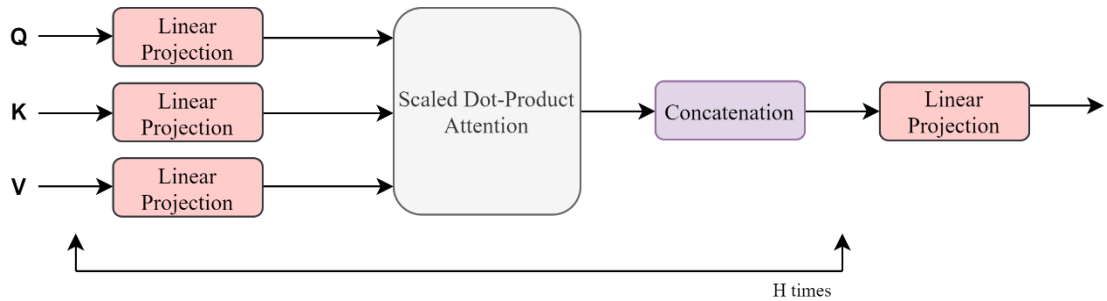 Q
Linear
Projection
K
Linear
Projection
V
Linear
Projection
Scaled Dot-Product
Attention
Concatenation
Linear
Projection
H times